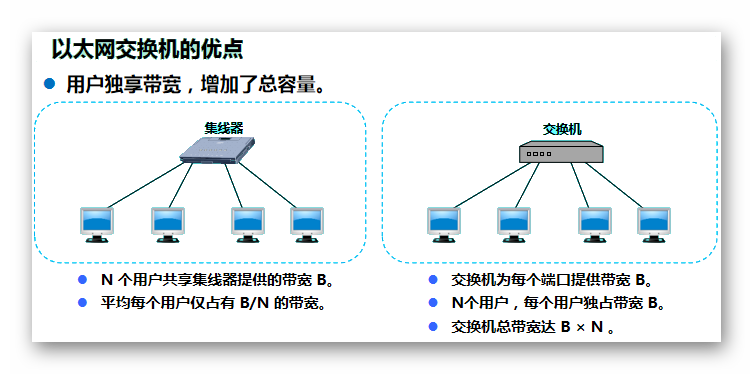 以太网交换机的优点
用户独享带宽，增加了总容量。
集线器
交换机
N 个用户共享集线器提供的带宽 B。
平均每个用户仅占有 B/N 的带宽。
交换机为每个端口提供带宽 B。
N个用户，每个用户独占带宽 B。
交换机总带宽达 B × N 。